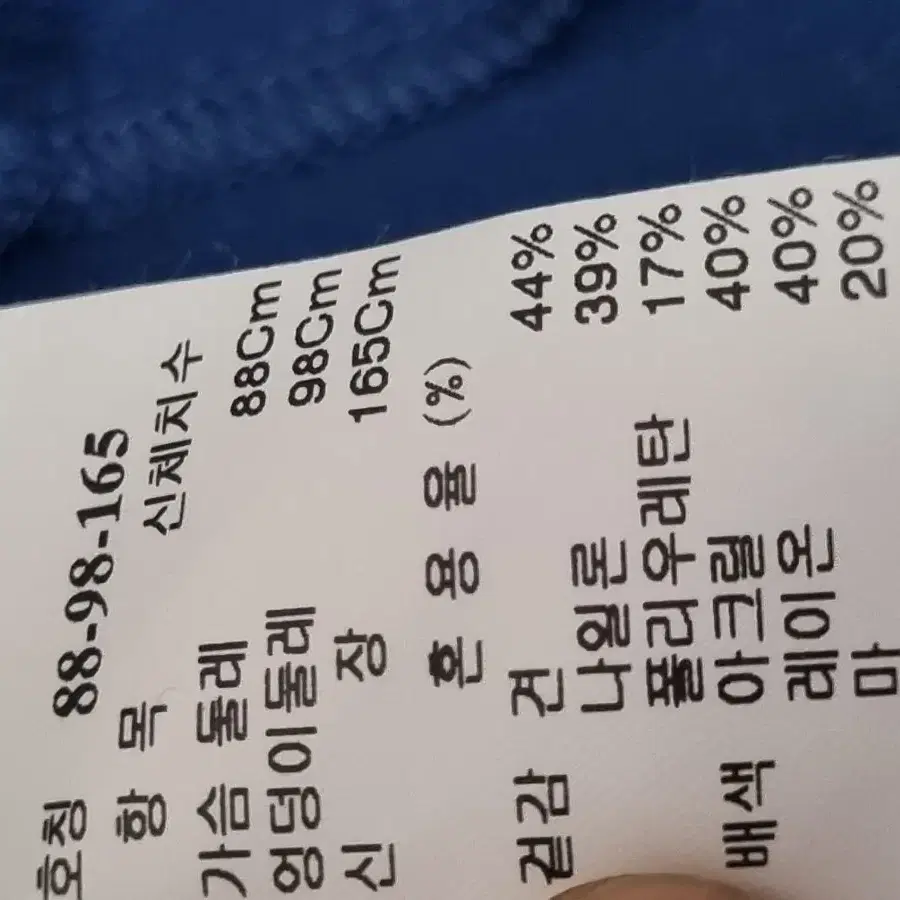 호칭 88-98-165
항 목 신체치수
가슴 둘레 88Cm
엉덩이둘레 98Cm
신 장 165Cm
혼 용 율 (%)
겉감 견 44%
나일론 39%
폴리우레탄 17%
배색 아크릴 40%
레이온 40%
마 20%